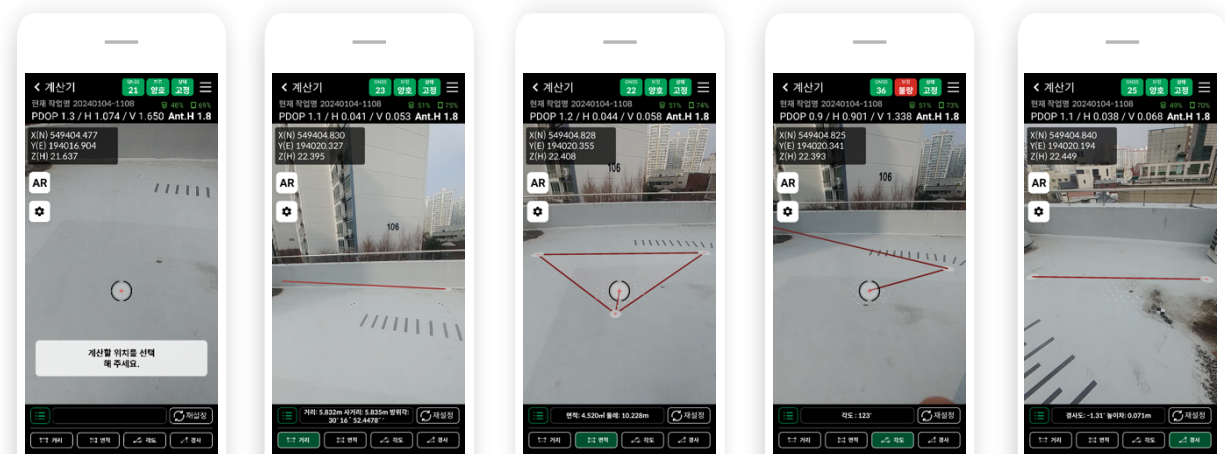 < 계산기
GNSS 보정 상태
21 양호 고정
현재 작업명 20240104-1108 48% 69%
PDOP 1.3 / H 1.074 / V 1.650 Ant.H 1.8
X(N) 549404.477
Y(E) 194016.904
Z(H) 21.637
AR
계산할 위치를 선택
해 주세요.
재설정
거리 면적 각도 경사
< 계산기
GNSS 보정 상태
23 양호 고정
현재 작업명 20240104-1108 51% 75%
PDOP 1.1 / H 0.041 / V 0.053 Ant.H 1.8
X(N) 549404.830
Y(E) 194020.327
Z(H) 22.395
AR
106
거리: 5.832m 사거리: 5.835m 방위각:
30˚ 16´ 52.4478´´
재설정
거리 면적 각도 경사
< 계산기
GNSS 보정 상태
22 양호 고정
현재 작업명 20240104-1108 51% 74%
PDOP 1.2 / H 0.044 / V 0.058 Ant.H 1.8
X(N) 549404.828
Y(E) 194020.355
Z(H) 22.408
106
AR
면적: 4.520㎡ 둘레: 10.228m
재설정
거리 면적 각도 경사
< 계산기
GNSS 보정 상태
36 불량 고정
현재 작업명 20240104-1108 51% 73%
PDOP 0.9 / H 0.901 / V 1.338 Ant.H 1.8
X(N) 549404.825
Y(E) 194020.341
Z(H) 22.393
106
AR
각도 : 123˚
재설정
거리 면적 각도 경사
< 계산기
GNSS 보정 상태
25 양호 고정
현재 작업명 20240104-1108 49% 70%
PDOP 1.1 / H 0.038 / V 0.068 Ant.H 1.8
X(N) 549404.840
Y(E) 194020.194
Z(H) 22.449
AR
경사도: -1.31˚ 높이차: 0.071m
재설정
거리 면적 각도 경사